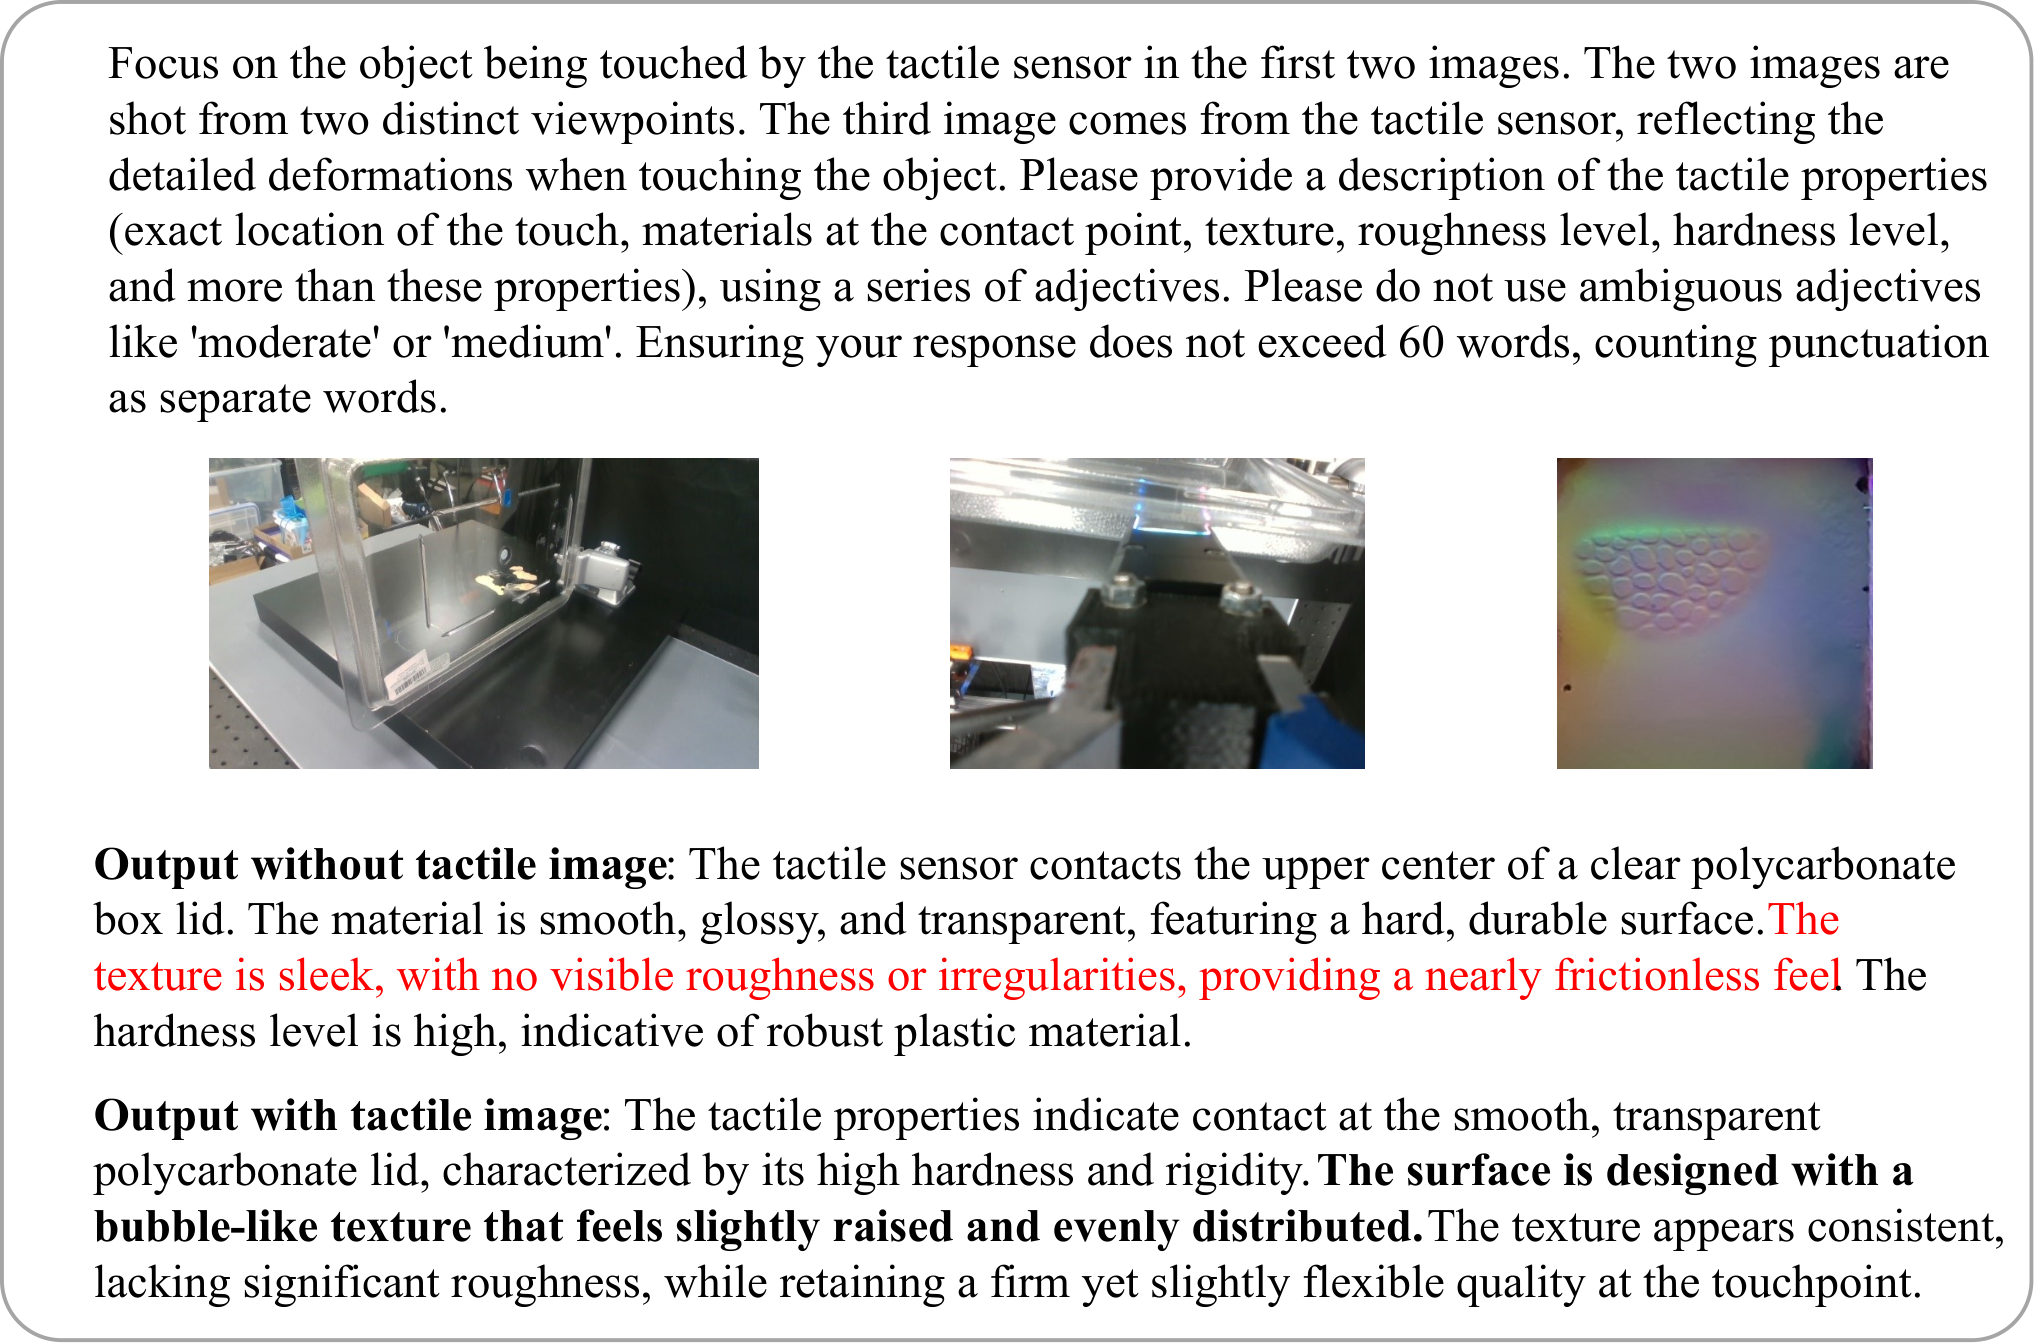 Focus on the object being touched by the tactile sensor in the first two images. The two images are
shot from two distinct viewpoints. The third image comes from the tactile sensor, reflecting the
detailed deformations when touching the object. Please provide a description of the tactile properties
(exact location of the touch, materials at the contact point, texture, roughness level, hardness level,
and more than these properties), using a series of adjectives. Please do not use ambiguous adjectives
like 'moderate' or 'medium'. Ensuring your response does not exceed 60 words, counting punctuation
as separate words.
Output without tactile image: The tactile sensor contacts the upper center of a clear polycarbonate
box lid. The material is smooth, glossy, and transparent, featuring a hard, durable surface. The
texture is sleek, with no visible roughness or irregularities, providing a nearly frictionless feel. The
hardness level is high, indicative of robust plastic material.
Output with tactile image: The tactile properties indicate contact at the smooth, transparent
polycarbonate lid, characterized by its high hardness and rigidity. The surface is designed with a
bubble-like texture that feels slightly raised and evenly distributed. The texture appears consistent,
lacking significant roughness, while retaining a firm yet slightly flexible quality at the touchpoint.